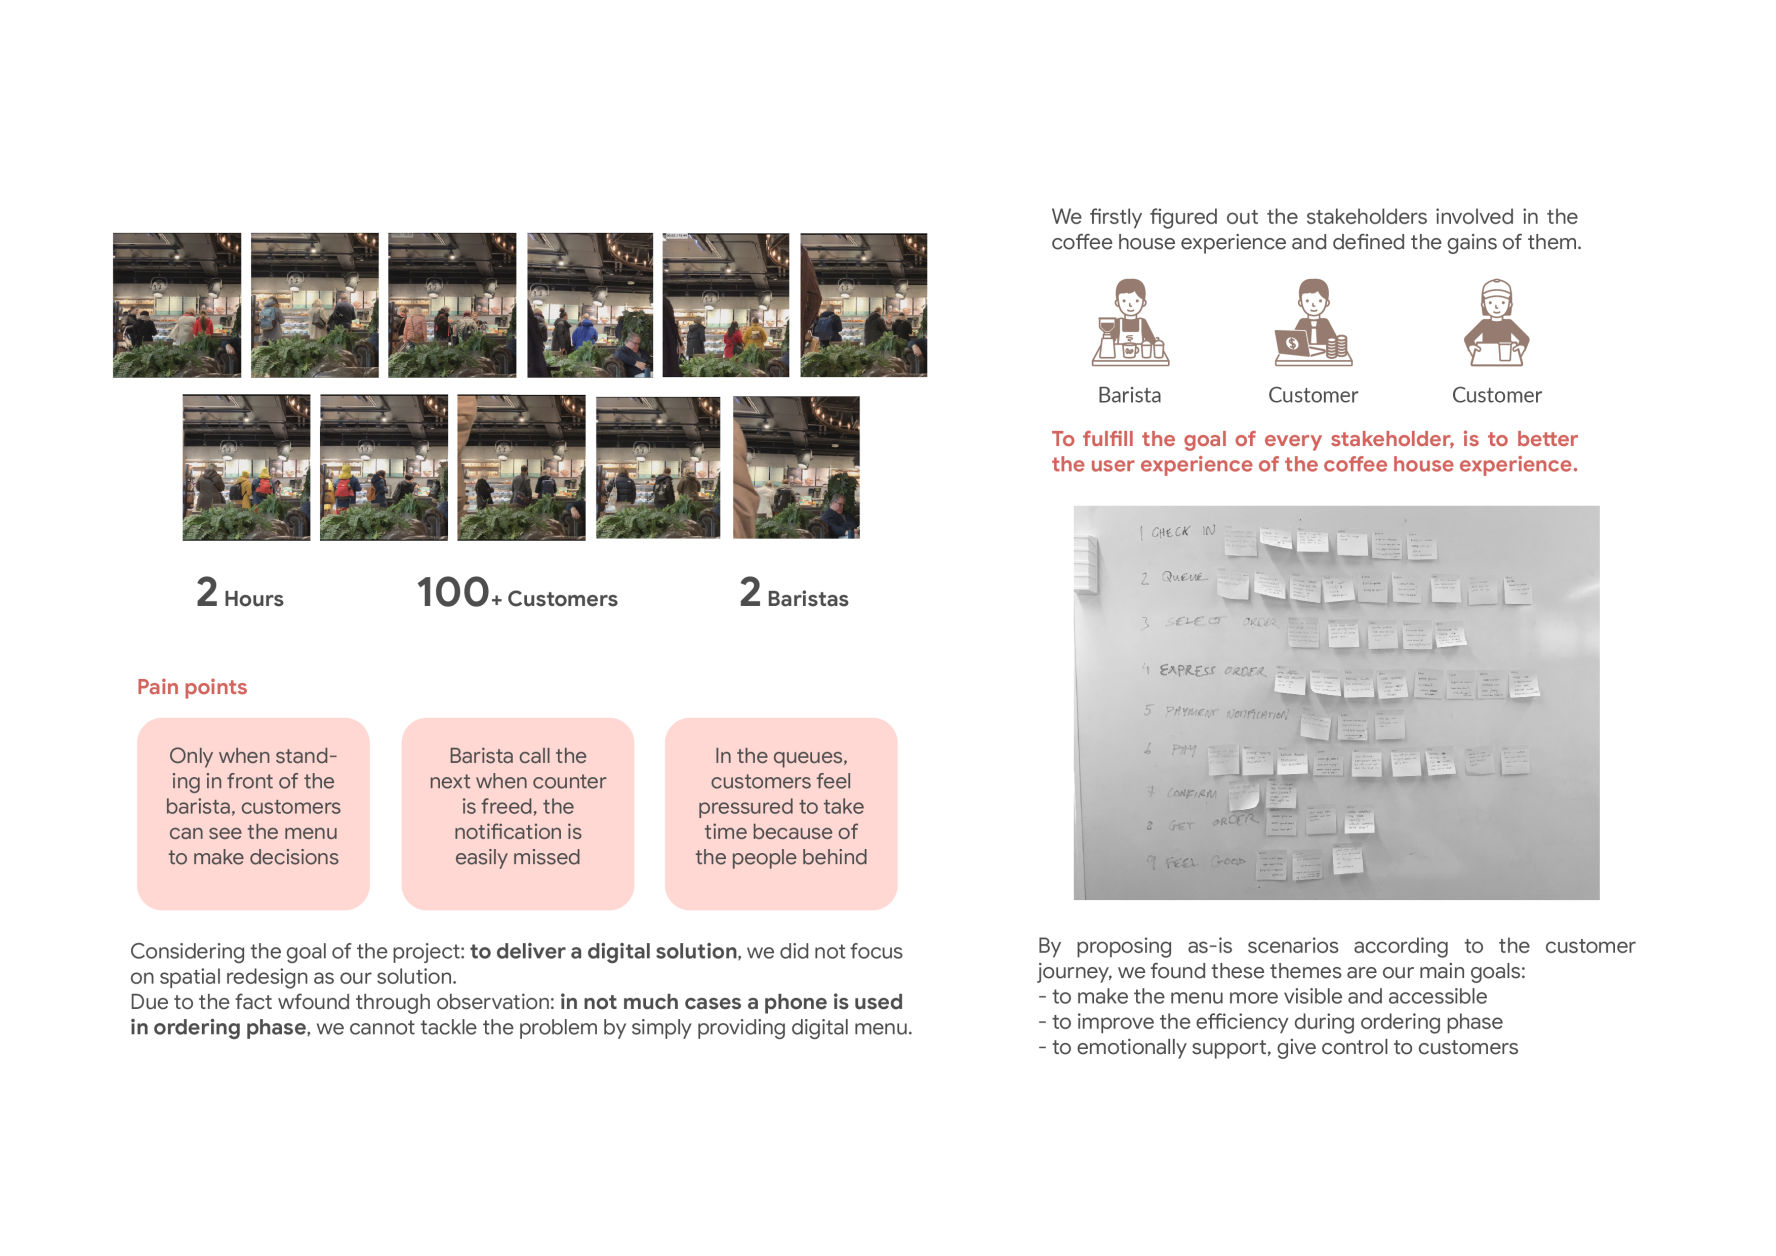 2 Hours
100+ Customers
2 Baristas
Pain points
Only when stand-
ing in front of the
barista, customers
can see the menu
to make decisions
Barista call the
next when counter
is freed, the
notification is
easily missed
In the queues,
customers feel
pressured to take
time because of
the people behind
Considering the goal of the project: to deliver a digital solution, we did not focus
on spatial redesign as our solution.
Due to the fact wfound through observation: in not much cases a phone is used
in ordering phase, we cannot tackle the problem by simply providing digital menu.
We firstly figured out the stakeholders involved in the
coffee house experience and defined the gains of them.
Barista
Customer
Customer
To fulfill the goal of every stakeholder, is to better
the user experience of the coffee house experience.
1 CHECK IN
2 QUEUE
3 SELECT ORDER
4 EXPRESS ORDER
5 PAYMENT NOTIFICATION
6 PAY
7 CONFIRM
8 GET ORDER
9 FEEL GOOD
By proposing as-is scenarios according to the customer
journey, we found these themes are our main goals:
- to make the menu more visible and accessible
- to improve the efficiency during ordering phase
- to emotionally support, give control to customers